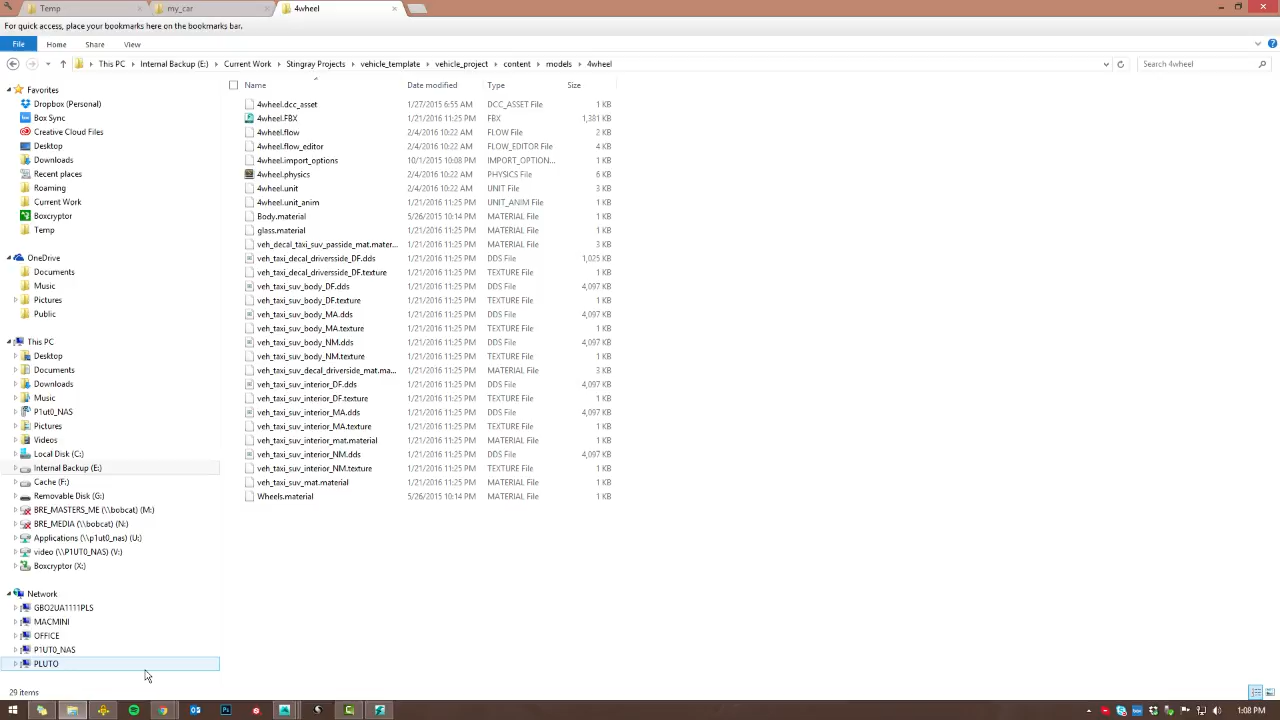 Temp
my_car
4wheel
For quick access, place your bookmarks here on the bookmarks bar.
File Home Share View
This PC Internal Backup (E:) Current Work Stingray Projects vehicle_template vehicle_project content models 4wheel
Search 4wheel
Name Date modified Type Size
4wheel.dcc_asset 1/27/2015 6:55 AM DCC_ASSET File 1 KB
4wheel.FBX 1/21/2016 11:25 PM FBX 1,381 KB
4wheel.flow 2/4/2016 10:22 AM FLOW File 2 KB
4wheel.flow_editor 2/4/2016 10:22 AM FLOW_EDITOR File 4 KB
4wheel.import_options 10/1/2015 10:08 PM IMPORT_OPTION... 1 KB
4wheel.physics 2/4/2016 10:22 AM PHYSICS File 6 KB
4wheel.unit 2/4/2016 10:22 AM UNIT File 3 KB
4wheel.unit_anim 1/21/2016 11:25 PM UNIT_ANIM File 1 KB
Body.material 5/26/2015 10:14 PM MATERIAL File 1 KB
glass.material 1/21/2016 11:25 PM MATERIAL File 1 KB
veh_decal_taxi_suv_passide_mat.mater... 1/21/2016 11:25 PM MATERIAL File 3 KB
veh_taxi_decal_driversside_DF.dds 1/21/2016 11:25 PM DDS File 1,025 KB
veh_taxi_decal_driversside_DF.texture 1/21/2016 11:25 PM TEXTURE File 1 KB
veh_taxi_suv_body_DF.dds 1/21/2016 11:25 PM DDS File 4,097 KB
veh_taxi_suv_body_DF.texture 1/21/2016 11:25 PM TEXTURE File 1 KB
veh_taxi_suv_body_MA.dds 1/21/2016 11:25 PM DDS File 4,097 KB
veh_taxi_suv_body_MA.texture 1/21/2016 11:25 PM TEXTURE File 1 KB
veh_taxi_suv_body_NM.dds 1/21/2016 11:25 PM DDS File 4,097 KB
veh_taxi_suv_body_NM.texture 1/21/2016 11:25 PM TEXTURE File 1 KB
veh_taxi_suv_decal_driverside_mat.ma... 1/21/2016 11:25 PM MATERIAL File 3 KB
veh_taxi_suv_interior_DF.dds 1/21/2016 11:25 PM DDS File 4,097 KB
veh_taxi_suv_interior_DF.texture 1/21/2016 11:25 PM TEXTURE File 1 KB
veh_taxi_suv_interior_MA.dds 1/21/2016 11:25 PM DDS File 4,097 KB
veh_taxi_suv_interior_MA.texture 1/21/2016 11:25 PM TEXTURE File 1 KB
veh_taxi_suv_interior_mat.material 1/21/2016 11:25 PM MATERIAL File 1 KB
veh_taxi_suv_interior_NM.dds 1/21/2016 11:25 PM DDS File 4,097 KB
veh_taxi_suv_interior_NM.texture 1/21/2016 11:25 PM TEXTURE File 1 KB
veh_taxi_suv_mat.material 1/21/2016 11:25 PM MATERIAL File 1 KB
Wheels.material 5/26/2015 10:14 PM MATERIAL File 1 KB
Favorites
Dropbox (Personal)
Box Sync
Creative Cloud Files
Desktop
Downloads
Recent places
Roaming
Current Work
Boxcryptor
Temp
OneDrive
Documents
Music
Pictures
Public
This PC
Desktop
Documents
Downloads
Music
P1ut0_NAS
Pictures
Videos
Local Disk (C:)
Internal Backup (E:)
Cache (F:)
Removable Disk (G:)
BRE_MASTERS_ME (\\bobcat) (M:)
BRE_MEDIA (\\bobcat) (N:)
Applications (\\p1ut0_nas) (U:)
video (\\P1UT0_NAS) (V:)
Boxcryptor (X:)
Network
GBO2UA1111PLS
MACMINI
OFFICE
P1UT0_NAS
PLUTO
29 items
1:08 PM